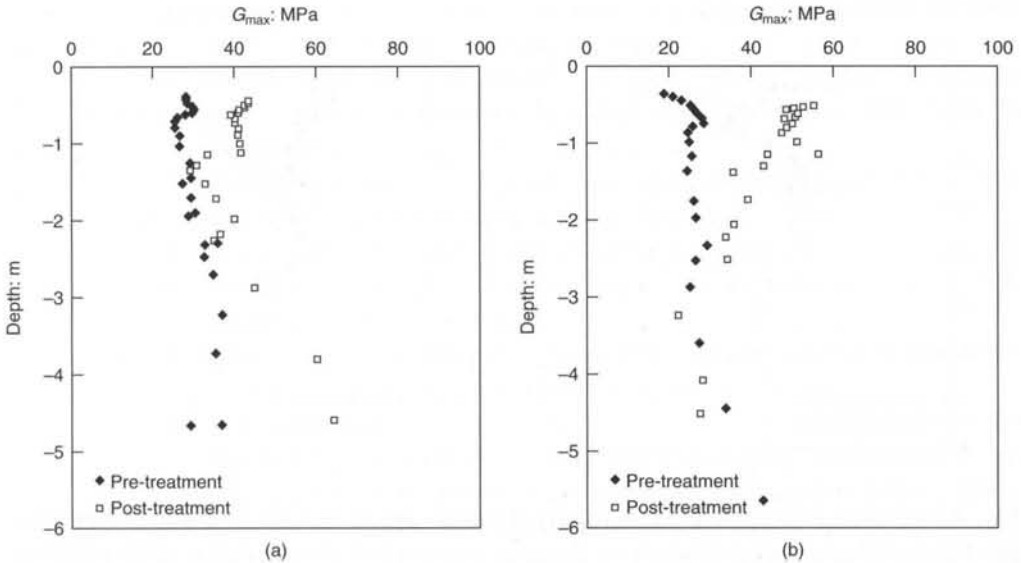 G_max: MPa
0 20 40 60 80 100
0
–1
–2
–3
–4
–5
–6
Depth: m
Pre-treatment
Post-treatment
(a)
G_max: MPa
0 20 40 60 80 100
0
–1
–2
–3
–4
–5
–6
Depth: m
Pre-treatment
Post-treatment
(b)